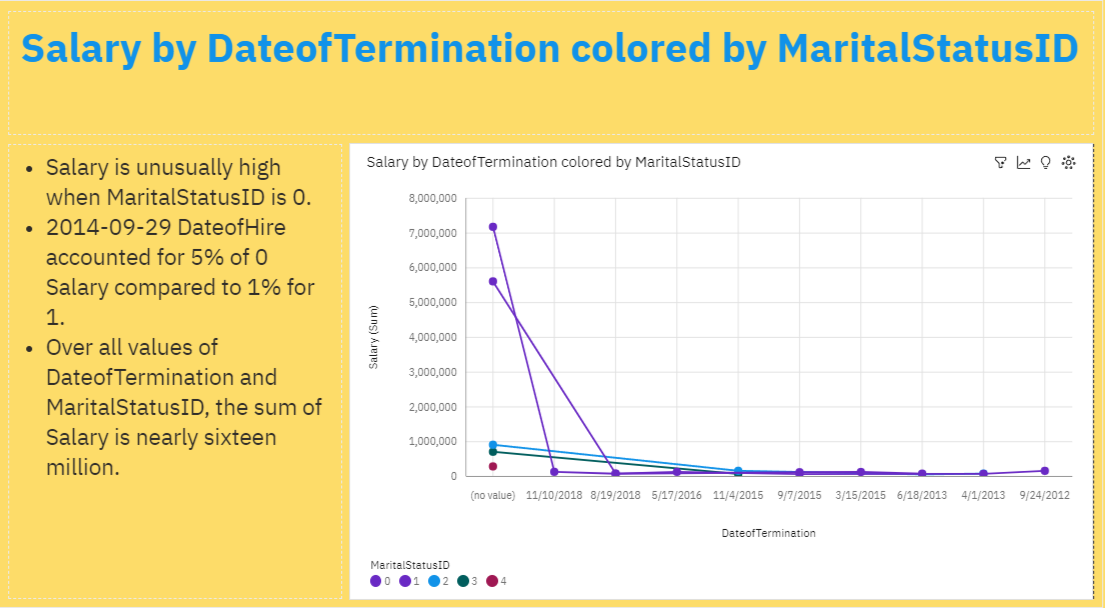 Salary by DateofTermination colored by MaritalStatusID
• Salary is unusually high
when MaritalStatusID is 0.
• 2014-09-29 DateofHire
accounted for 5% of 0
Salary compared to 1% for
1.
• Over all values of
DateofTermination and
MaritalStatusID, the sum of
Salary is nearly sixteen
million.
Salary by DateofTermination colored by MaritalStatusID
Salary (Sum)
8,000,000
7,000,000
6,000,000
5,000,000
4,000,000
3,000,000
2,000,000
1,000,000
0
(no value) 11/10/2018 8/19/2018 5/17/2016 11/4/2015 9/7/2015 3/15/2015 6/18/2013 4/1/2013 9/24/2012
DateofTermination
MaritalStatusID
0 1 2 3 4